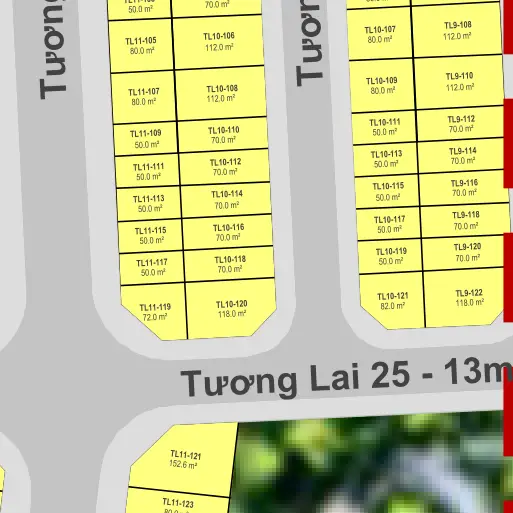 Tương
Tương
50.0 m²
70.0 m²
TL11-105
80.0 m²
TL10-106
112.0 m²
TL11-107
80.0 m²
TL10-108
112.0 m²
TL11-109
50.0 m²
TL10-110
70.0 m²
TL11-111
50.0 m²
TL10-112
70.0 m²
TL11-113
50.0 m²
TL10-114
70.0 m²
TL11-115
50.0 m²
TL10-116
70.0 m²
TL11-117
50.0 m²
TL10-118
70.0 m²
TL11-119
72.0 m²
TL10-120
118.0 m²
TL10-107
80.0 m²
TL9-108
112.0 m²
TL10-109
80.0 m²
TL9-110
112.0 m²
TL10-111
50.0 m²
TL9-112
70.0 m²
TL10-113
50.0 m²
TL9-114
70.0 m²
TL10-115
50.0 m²
TL9-116
70.0 m²
TL10-117
50.0 m²
TL9-118
70.0 m²
TL10-119
50.0 m²
TL9-120
70.0 m²
TL10-121
82.0 m²
TL9-122
118.0 m²
Tương Lai 25 - 13m
TL11-121
152.6 m²
TL11-123